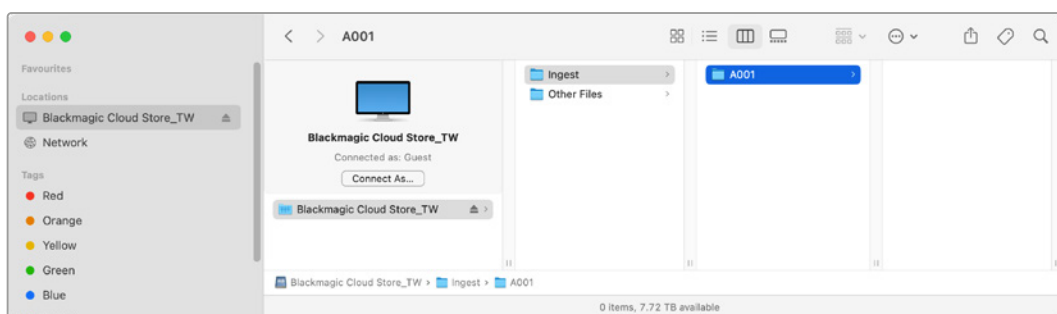 A001
Favourites
Locations
Blackmagic Cloud Store_TW
Network
Tags
Red
Orange
Yellow
Green
Blue
Blackmagic Cloud Store_TW
Connected as: Guest
Connect As...
Blackmagic Cloud Store_TW
Ingest
Other Files
A001
Blackmagic Cloud Store_TW › Ingest › A001
0 items, 7.72 TB available